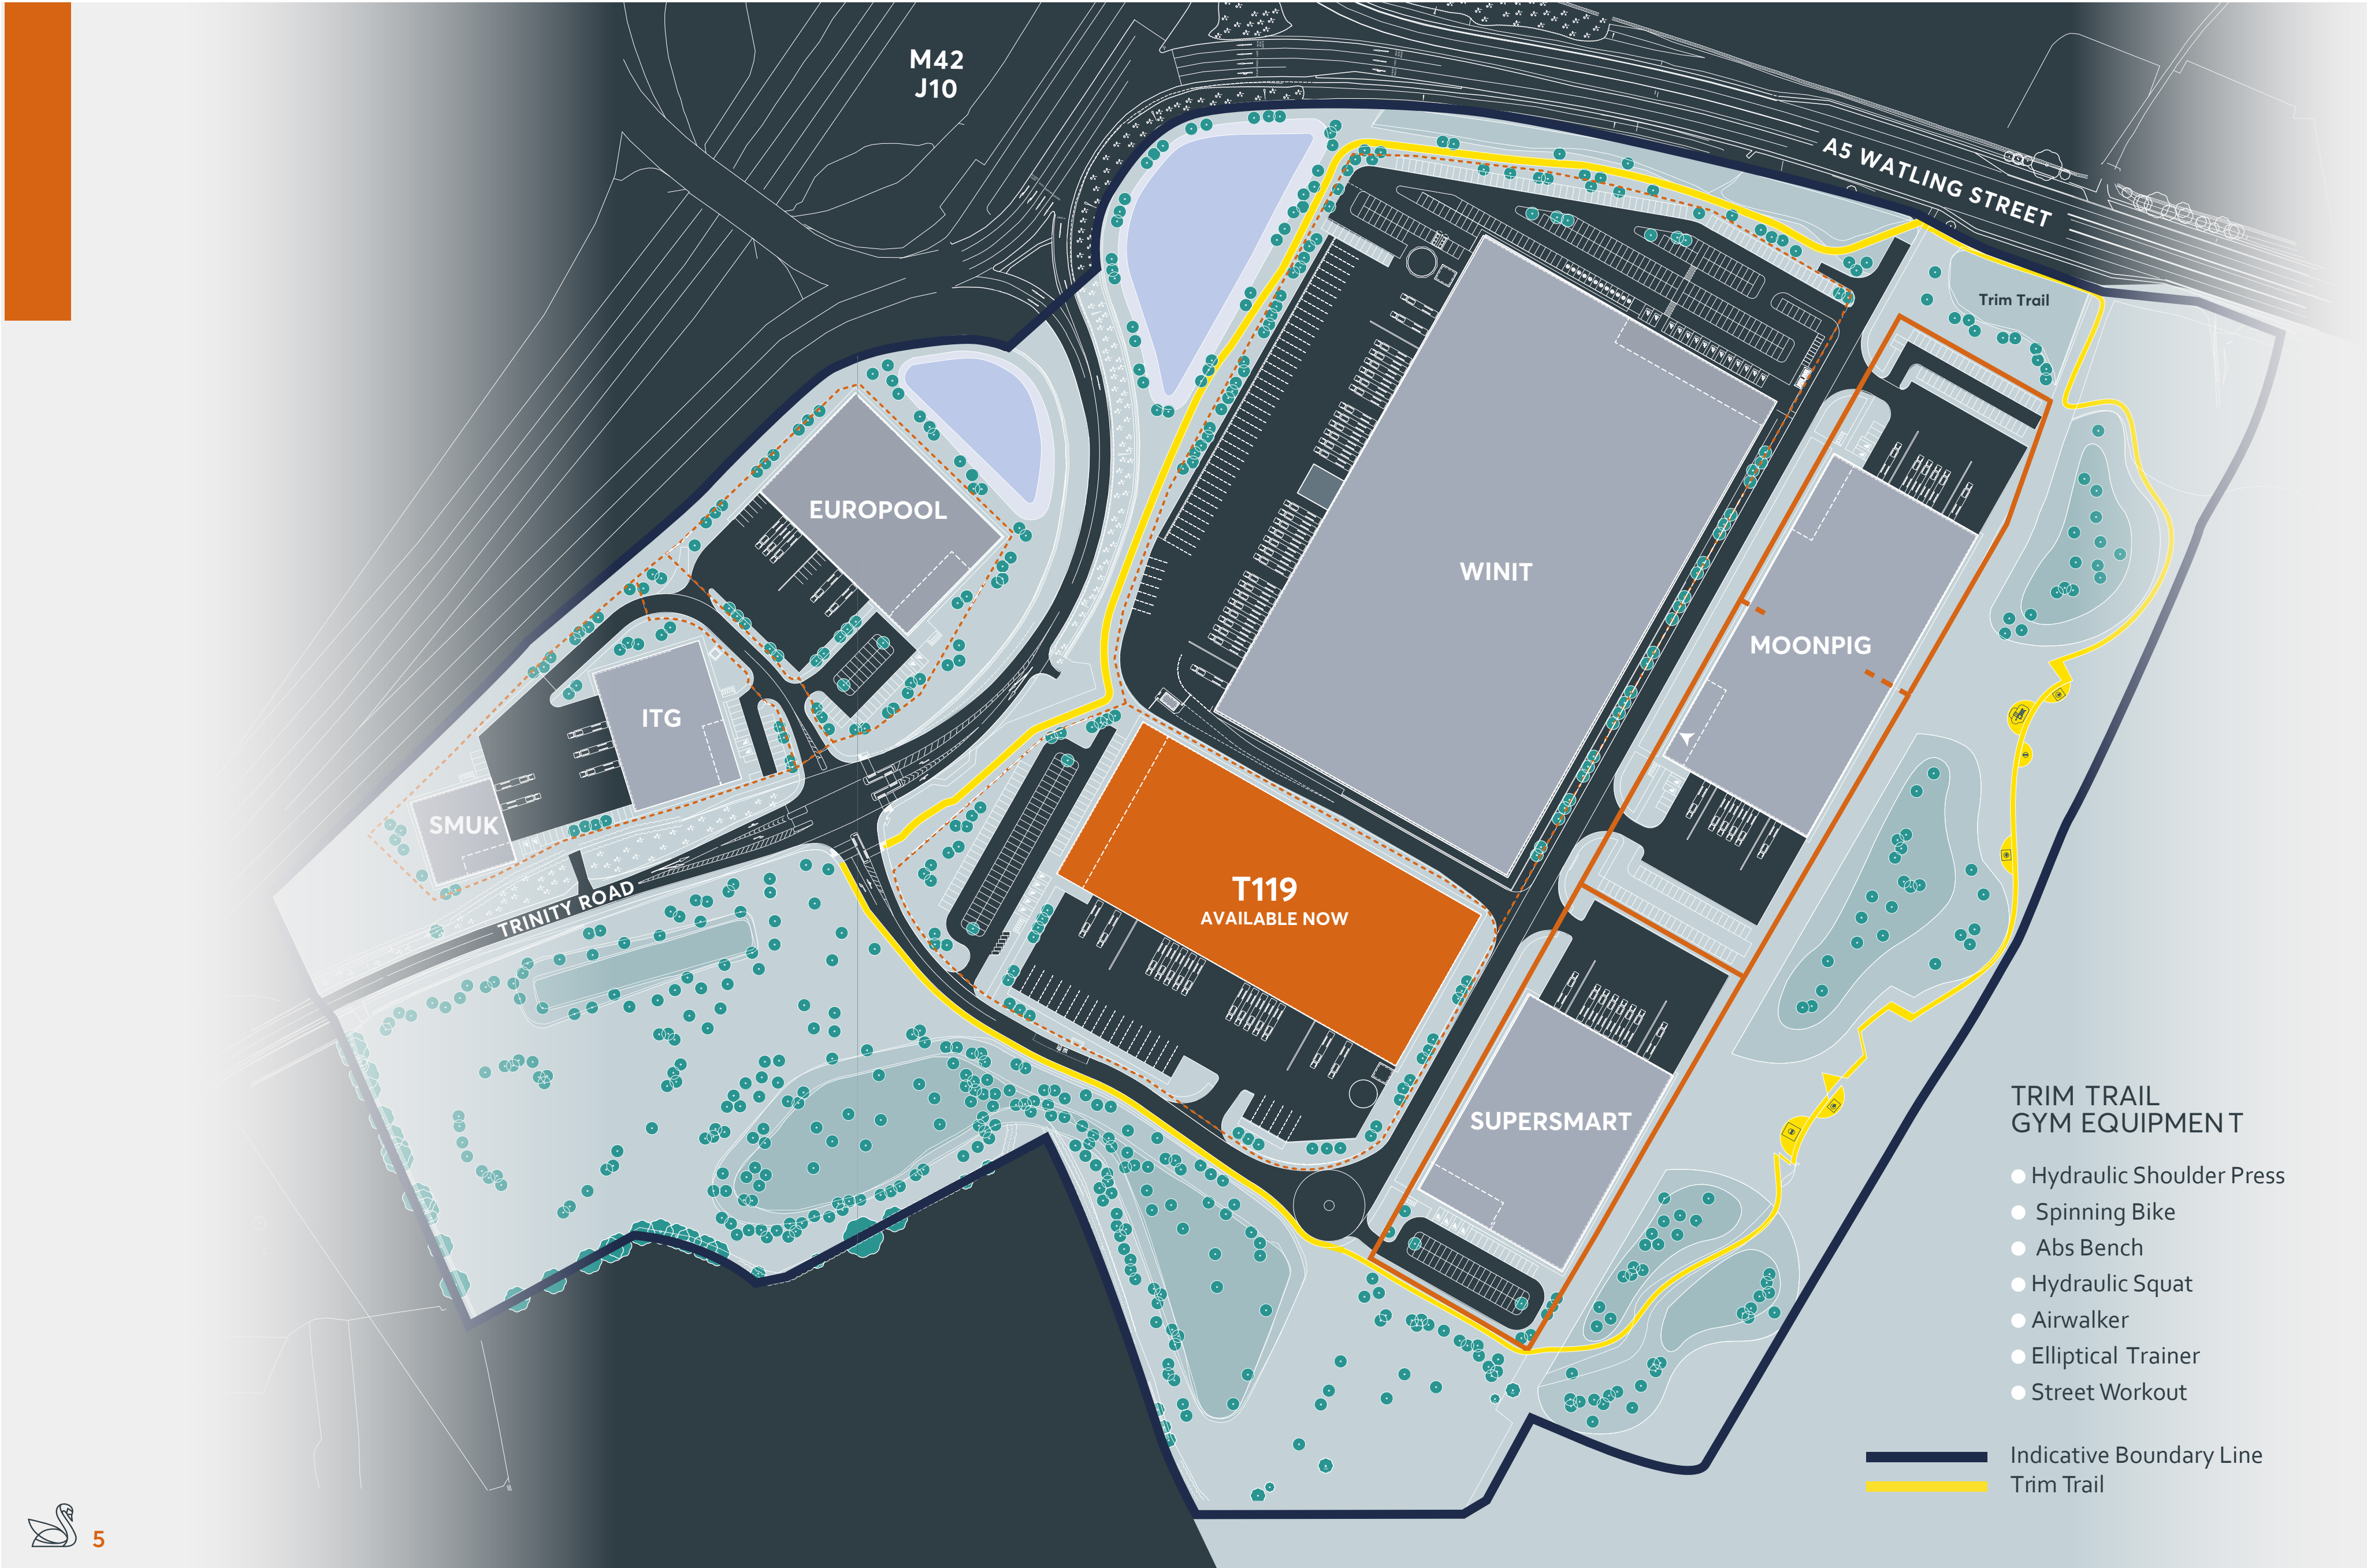 M42
J10
A5 WATLING STREET
Trim Trail
EUROPOOL
WINIT
MOONPIG
ITG
SMUK
TRINITY ROAD
T119
AVAILABLE NOW
SUPERSMART
TRIM TRAIL
GYM EQUIPMENT
Hydraulic Shoulder Press
Spinning Bike
Abs Bench
Hydraulic Squat
Airwalker
Elliptical Trainer
Street Workout
Indicative Boundary Line
Trim Trail
5